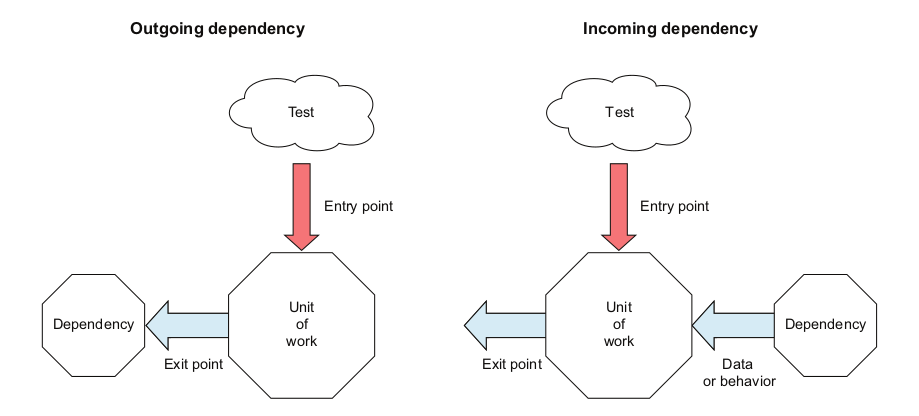 Outgoing dependency
Incoming dependency
Test
Test
Entry point
Entry point
Dependency
Unit
of
work
Exit point
Unit
of
work
Exit point
Dependency
Data
or behavior